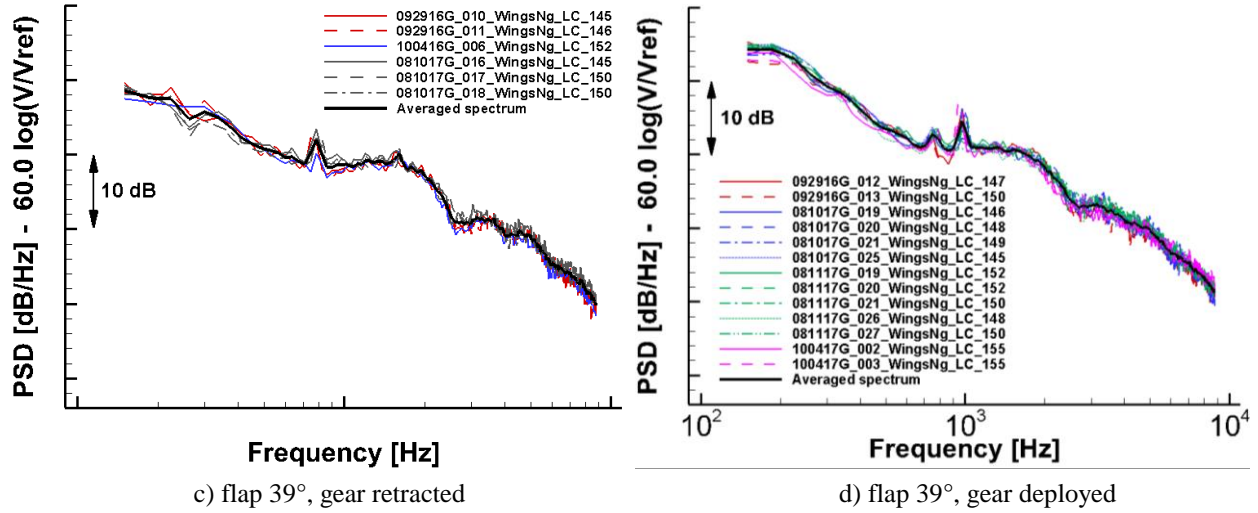 PSD [dB/Hz] - 60.0 log(V/Vref)
10 dB
092916G_010_WingsNg_LC_145
092916G_011_WingsNg_LC_146
100416G_006_WingsNg_LC_152
081017G_016_WingsNg_LC_145
081017G_017_WingsNg_LC_150
081017G_018_WingsNg_LC_150
Averaged spectrum
Frequency [Hz]
c) flap 39°, gear retracted
PSD [dB/Hz] - 60.0 log(V/Vref)
10 dB
092916G_012_WingsNg_LC_147
092916G_013_WingsNg_LC_150
081017G_019_WingsNg_LC_146
081017G_020_WingsNg_LC_148
081017G_021_WingsNg_LC_149
081017G_025_WingsNg_LC_145
081117G_019_WingsNg_LC_152
081117G_020_WingsNg_LC_152
081117G_021_WingsNg_LC_150
081117G_026_WingsNg_LC_148
081117G_027_WingsNg_LC_150
100417G_002_WingsNg_LC_155
100417G_003_WingsNg_LC_155
Averaged spectrum
10² 10³ 10⁴
Frequency [Hz]
d) flap 39°, gear deployed